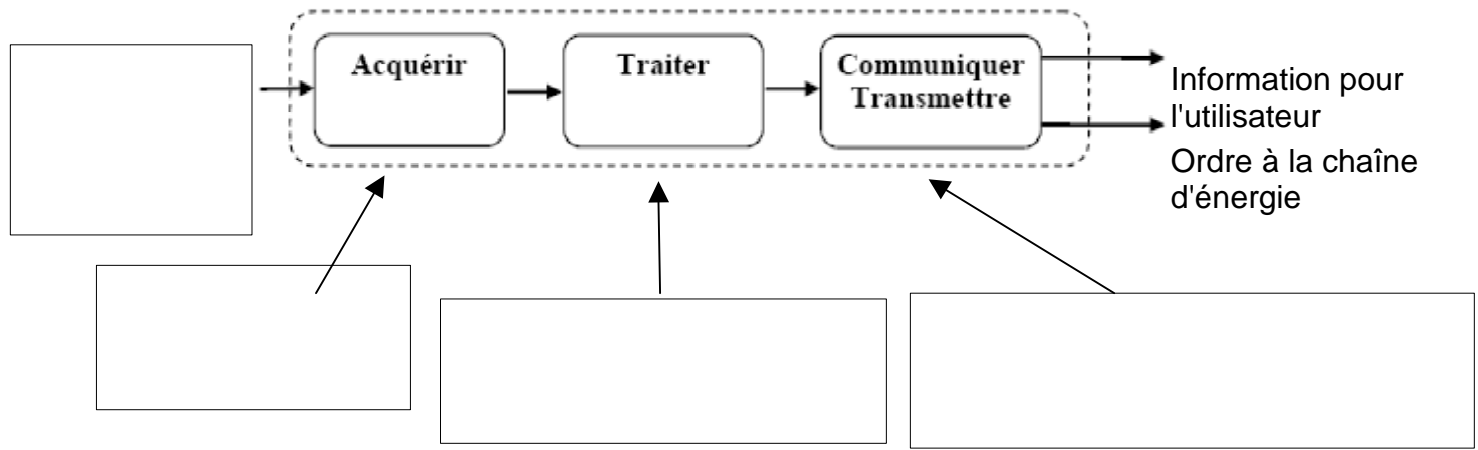 Acquérir
Traiter
Communiquer
Transmettre
Information pour
l'utilisateur
Ordre à la chaîne
d'énergie